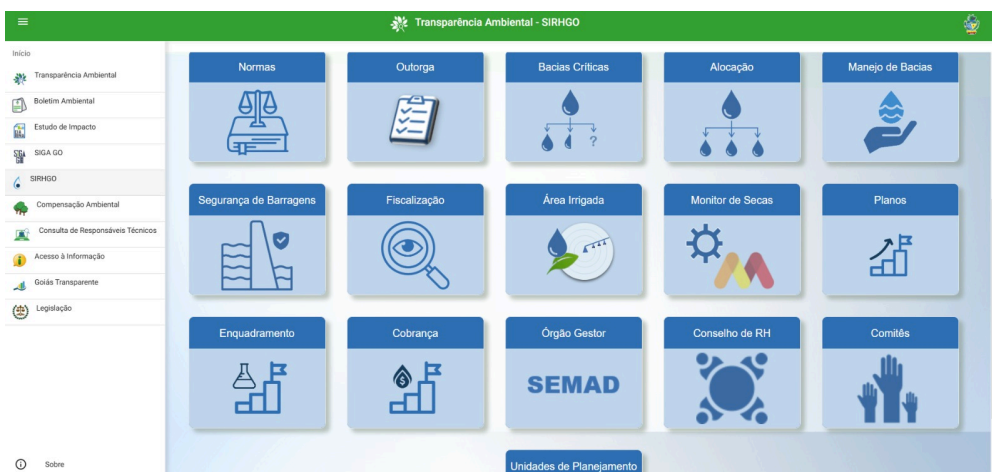 Transparência Ambiental - SIRHGO
Início
Transparência Ambiental
Boletim Ambiental
Estudo de Impacto
SIGA GO
SIRHGO
Compensação Ambiental
Consulta de Responsáveis Técnicos
Acesso à Informação
Goiás Transparente
Legislação
Sobre
Normas
Outorga
Bacias Críticas
?
Alocação
Manejo de Bacias
Segurança de Barragens
Fiscalização
Área Irrigada
Monitor de Secas
Planos
Enquadramento
Cobrança
$
Órgão Gestor
SEMAD
Conselho de RH
Comitês
Unidades de Planejamento